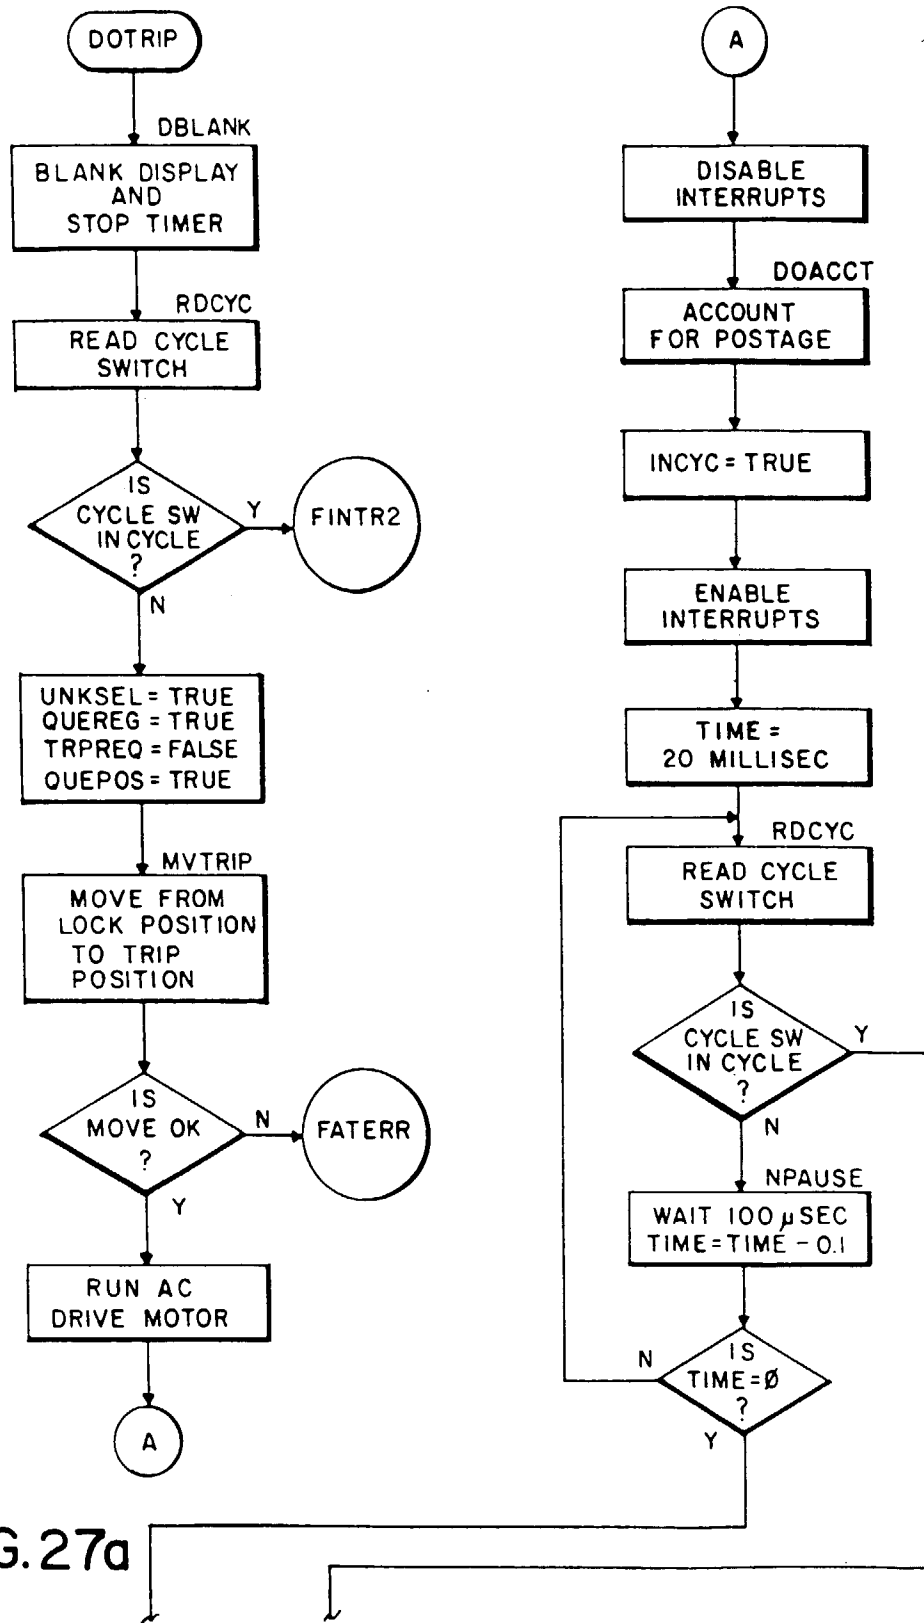 DOTRIP
DBLANK
BLANK DISPLAY
AND
STOP TIMER
RDCYC
READ CYCLE
SWITCH
IS
CYCLE SW
IN CYCLE
?
Y
FINTR2
N
UNKSEL = TRUE
QUEREG = TRUE
TRPREQ = FALSE
QUEPOS = TRUE
MVTRIP
MOVE FROM
LOCK POSITION
TO TRIP
POSITION
IS
MOVE OK
?
N
FATERR
Y
RUN AC
DRIVE MOTOR
A
A
DISABLE
INTERRUPTS
DOACCT
ACCOUNT
FOR POSTAGE
INCYC = TRUE
ENABLE
INTERRUPTS
TIME =
20 MILLISEC
RDCYC
READ CYCLE
SWITCH
IS
CYCLE SW
IN CYCLE
?
Y
N
NPAUSE
WAIT 100 µSEC
TIME = TIME - 0.1
IS
TIME = Ø
?
N
Y
G. 27a